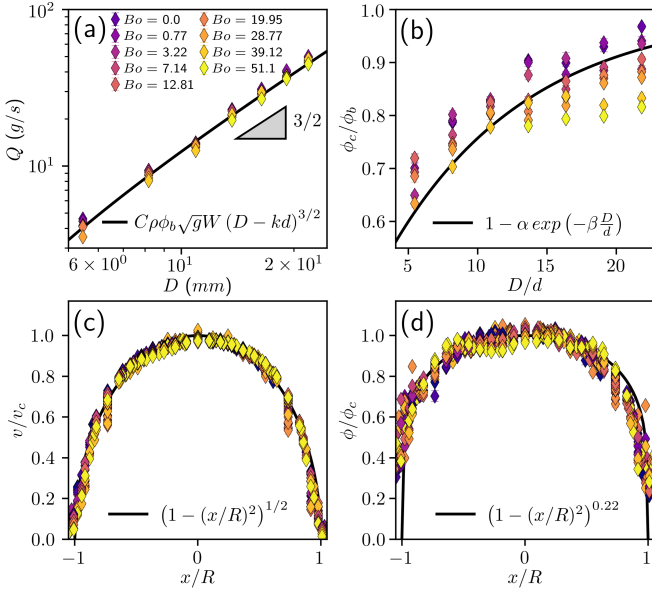 (a)
Bo = 0.0
Bo = 0.77
Bo = 3.22
Bo = 7.14
Bo = 12.81
Bo = 19.95
Bo = 28.77
Bo = 39.12
Bo = 51.1
3/2
Cρϕ_b√gW (D − kd)^{3/2}
Q (g/s)
10²
10¹
6 × 10⁰
10¹
2 × 10¹
D (mm)
(b)
ϕ_c/ϕ_b
0.9
0.8
0.7
0.6
1 − α exp (−β D/d)
5
10
15
20
D/d
(c)
v/v_c
1.0
0.8
0.6
0.4
0.2
0.0
(1 − (x/R)²)^{1/2}
−1
0
1
x/R
(d)
ϕ/ϕ_c
1.0
0.8
0.6
0.4
0.2
0.0
(1 − (x/R)²)^{0.22}
−1
0
1
x/R